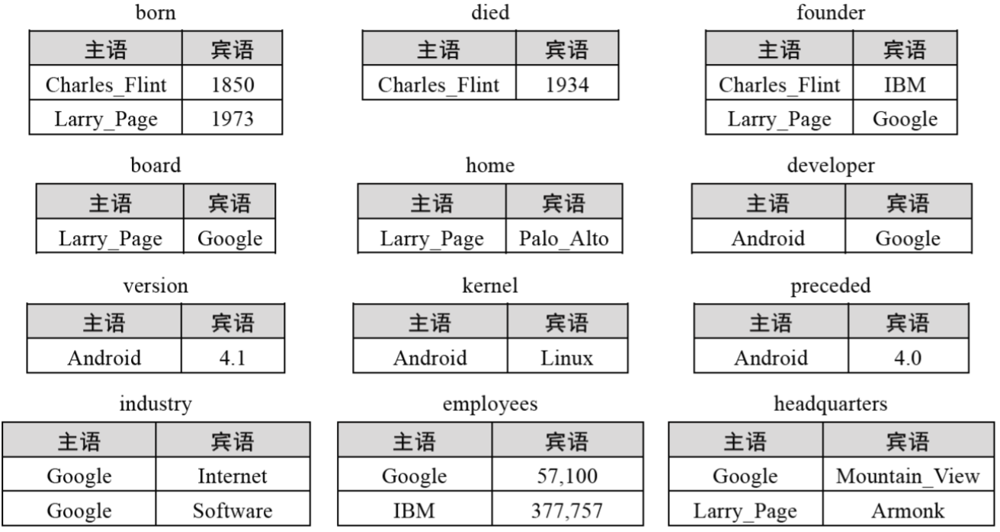 born died founder
主语 宾语 主语 宾语 主语 宾语
Charles_Flint 1850 Charles_Flint 1934 Charles_Flint IBM
Larry_Page 1973 Larry_Page Google
board home developer
主语 宾语 主语 宾语 主语 宾语
Larry_Page Google Larry_Page Palo_Alto Android Google
version kernel preceded
主语 宾语 主语 宾语 主语 宾语
Android 4.1 Android Linux Android 4.0
industry employees headquarters
主语 宾语 主语 宾语 主语 宾语
Google Internet Google 57,100 Google Mountain_View
Google Software IBM 377,757 Larry_Page Armonk